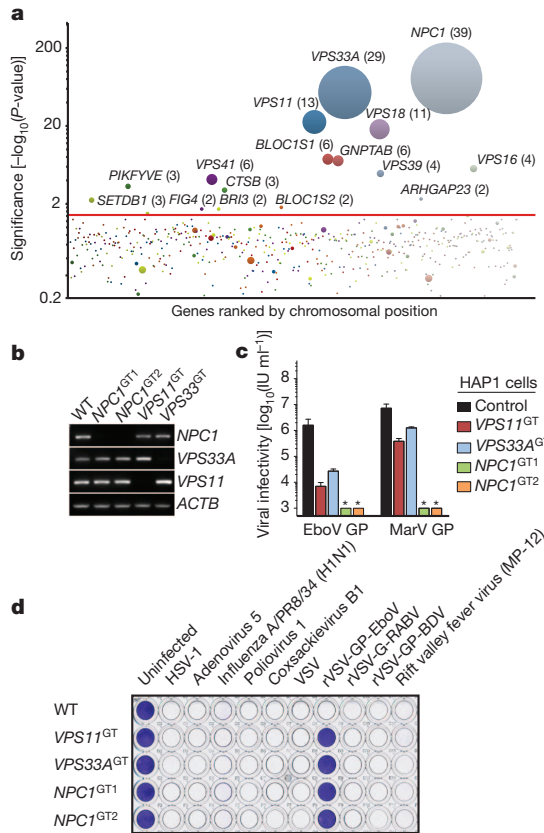 a
Significance [–log10(P-value)]
200
20
2
0.2
NPC1 (39)
VPS33A (29)
VPS11 (13)
VPS18 (11)
BLOC1S1 (6)
GNPTAB (6)
VPS41 (6)
VPS39 (4)
VPS16 (4)
PIKFYVE (3)
CTSB (3)
ARHGAP23 (2)
SETDB1 (3)
FIG4 (2)
BRI3 (2)
BLOC1S2 (2)
Genes ranked by chromosomal position
b
WT
NPC1GT1
NPC1GT2
VPS11GT
VPS33GT
NPC1
VPS33A
VPS11
ACTB
c
Viral infectivity [log10(IU ml–1)]
7
6
5
4
3
* *
* *
EboV GP
MarV GP
HAP1 cells
Control
VPS11GT
VPS33AGT
NPC1GT1
NPC1GT2
d
Uninfected
HSV-1
Adenovirus 5
Influenza A/PR8/34 (H1N1)
Poliovirus 1
Coxsackievirus B1
VSV
rVSV-GP-EboV
rVSV-G-RABV
rVSV-GP-BDV
Rift valley fever virus (MP-12)
WT
VPS11GT
VPS33AGT
NPC1GT1
NPC1GT2